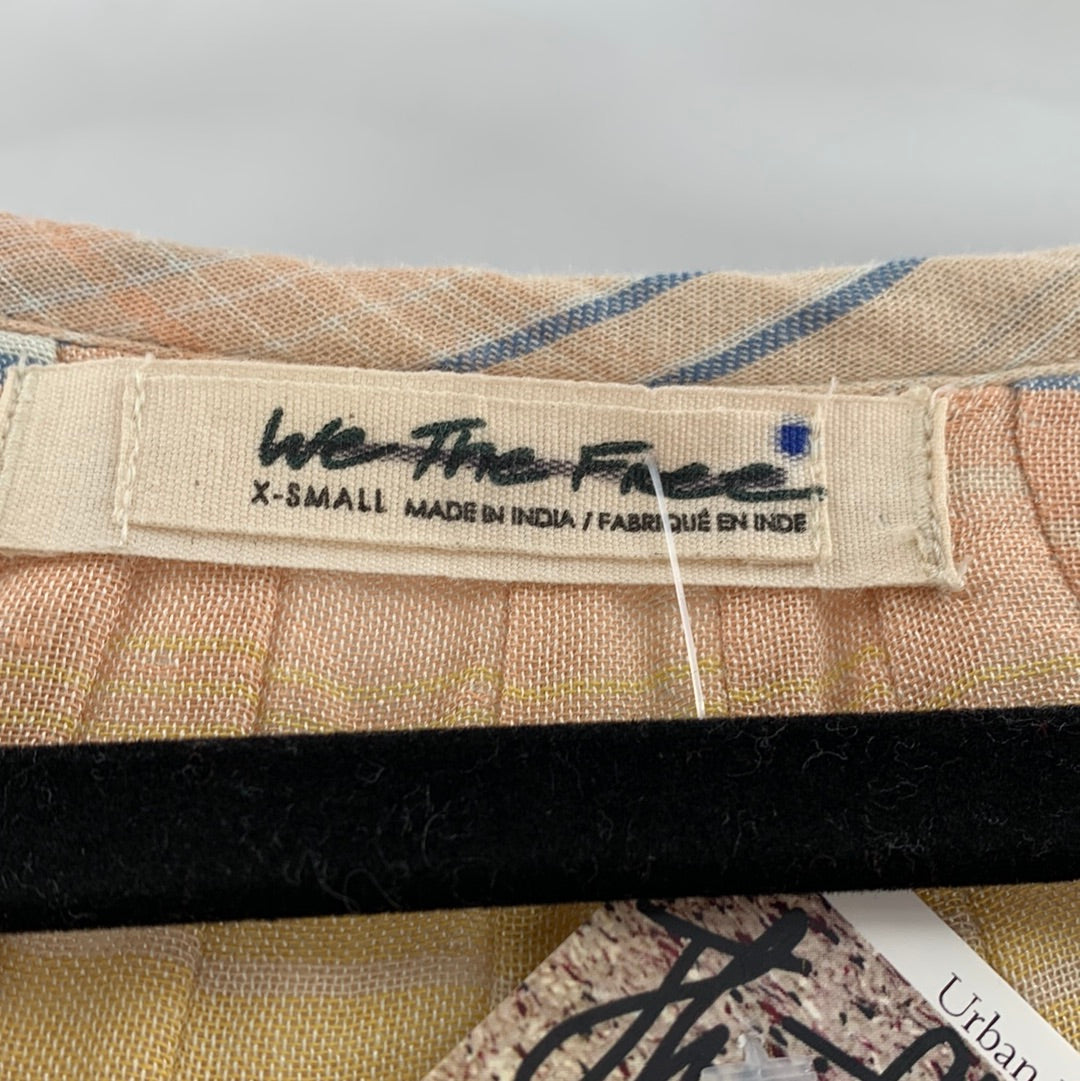 We The Free
X-SMALL MADE IN INDIA / FABRIQUÉ EN INDE
Urban